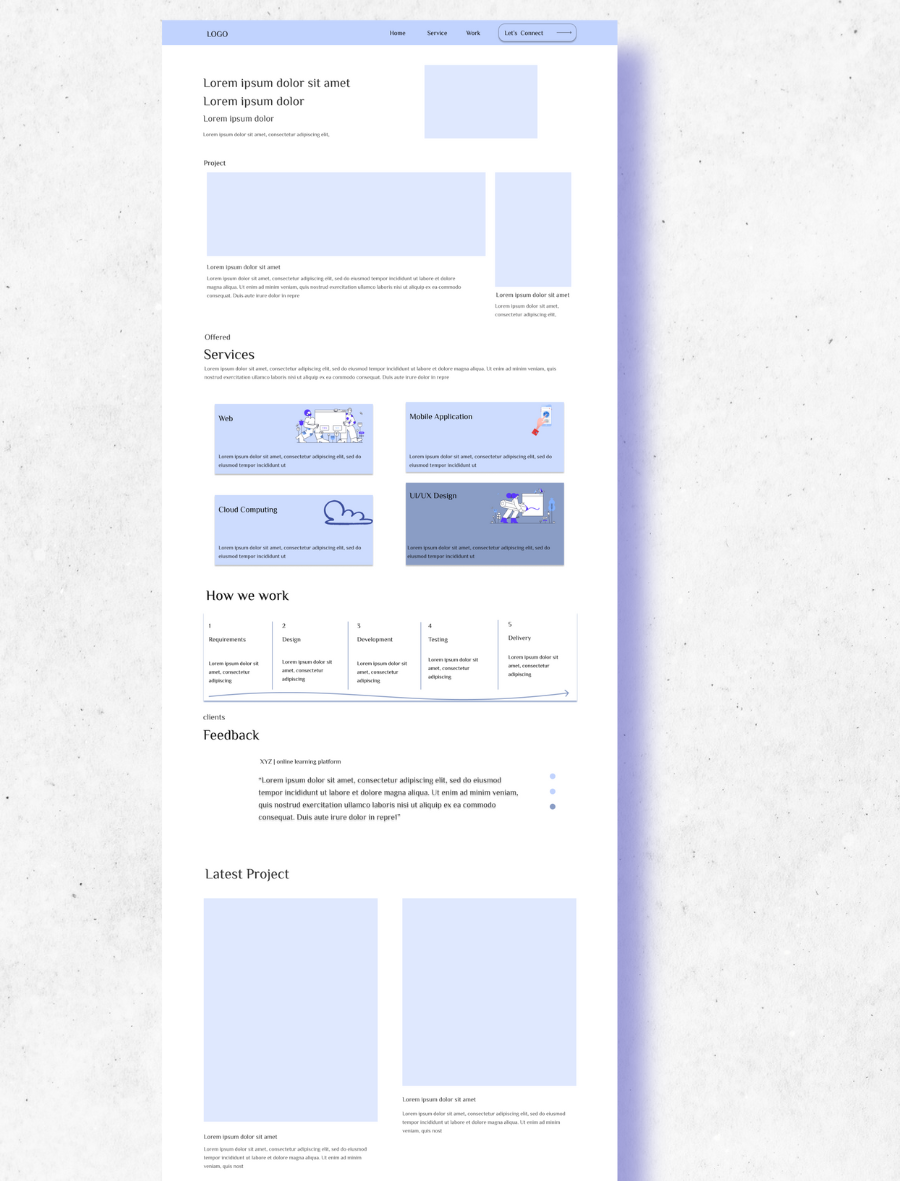 LOGO
Home
Service
Work
Let's Connect
Lorem ipsum dolor sit amet
Lorem ipsum dolor
Lorem ipsum dolor
Lorem ipsum dolor sit amet, consectetur adipiscing elit,
Project
Lorem ipsum dolor sit amet
Lorem ipsum dolor sit amet, consectetur adipiscing elit, sed do eiusmod tempor incididunt ut labore et dolore
magna aliqua. Ut enim ad minim veniam, quis nostrud exercitation ullamco laboris nisi ut aliquip ex ea commodo
consequat. Duis aute irure dolor in repre
Lorem ipsum dolor sit amet
Lorem ipsum dolor sit amet,
consectetur adipiscing elit,
Offered
Services
Lorem ipsum dolor sit amet, consectetur adipiscing elit, sed do eiusmod tempor incididunt ut labore et dolore magna aliqua. Ut enim ad minim veniam, quis
nostrud exercitation ullamco laboris nisi ut aliquip ex ea commodo consequat. Duis aute irure dolor in repre
Web
Lorem ipsum dolor sit amet, consectetur adipiscing elit, sed do
eiusmod tempor incididunt ut
Mobile Application
Lorem ipsum dolor sit amet, consectetur adipiscing elit, sed do
eiusmod tempor incididunt ut
Cloud Computing
Lorem ipsum dolor sit amet, consectetur adipiscing elit, sed do
eiusmod tempor incididunt ut
UI/UX Design
Lorem ipsum dolor sit amet, consectetur adipiscing elit, sed do
eiusmod tempor incididunt ut
How we work
1
Requirements
Lorem ipsum dolor sit
amet, consectetur
adipiscing
2
Design
Lorem ipsum dolor sit
amet, consectetur
adipiscing
3
Development
Lorem ipsum dolor sit
amet, consectetur
adipiscing
4
Testing
Lorem ipsum dolor sit
amet, consectetur
adipiscing
5
Delivery
Lorem ipsum dolor sit
amet, consectetur
adipiscing
clients
Feedback
XYZ | online learning platform
“Lorem ipsum dolor sit amet, consectetur adipiscing elit, sed do eiusmod
tempor incididunt ut labore et dolore magna aliqua. Ut enim ad minim veniam,
quis nostrud exercitation ullamco laboris nisi ut aliquip ex ea commodo
consequat. Duis aute irure dolor in repre!”
Latest Project
Lorem ipsum dolor sit amet
Lorem ipsum dolor sit amet, consectetur adipiscing elit, sed do eiusmod
tempor incididunt ut labore et dolore magna aliqua. Ut enim ad minim
veniam, quis nost
Lorem ipsum dolor sit amet
Lorem ipsum dolor sit amet, consectetur adipiscing elit, sed do eiusmod
tempor incididunt ut labore et dolore magna aliqua. Ut enim ad minim
veniam, quis nost